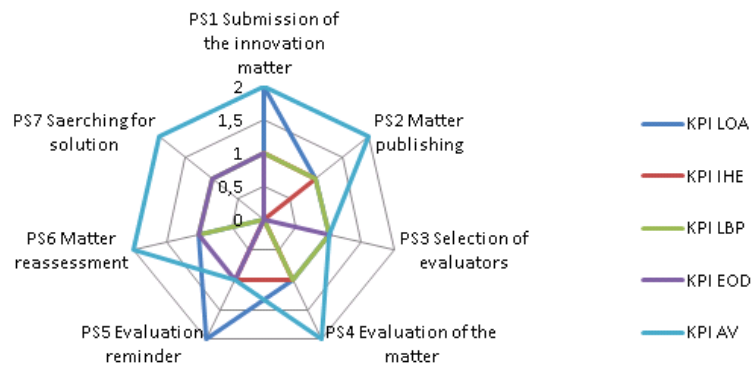 PS1 Submission of
the innovation
matter
2
1,5
1
0,5
0
PS2 Matter
publishing
PS3 Selection of
evaluators
PS4 Evaluation of the
matter
PS5 Evaluation
reminder
PS6 Matter
reassessment
PS7 Saerching for
solution
KPI LOA
KPI IHE
KPI LBP
KPI EOD
KPI AV